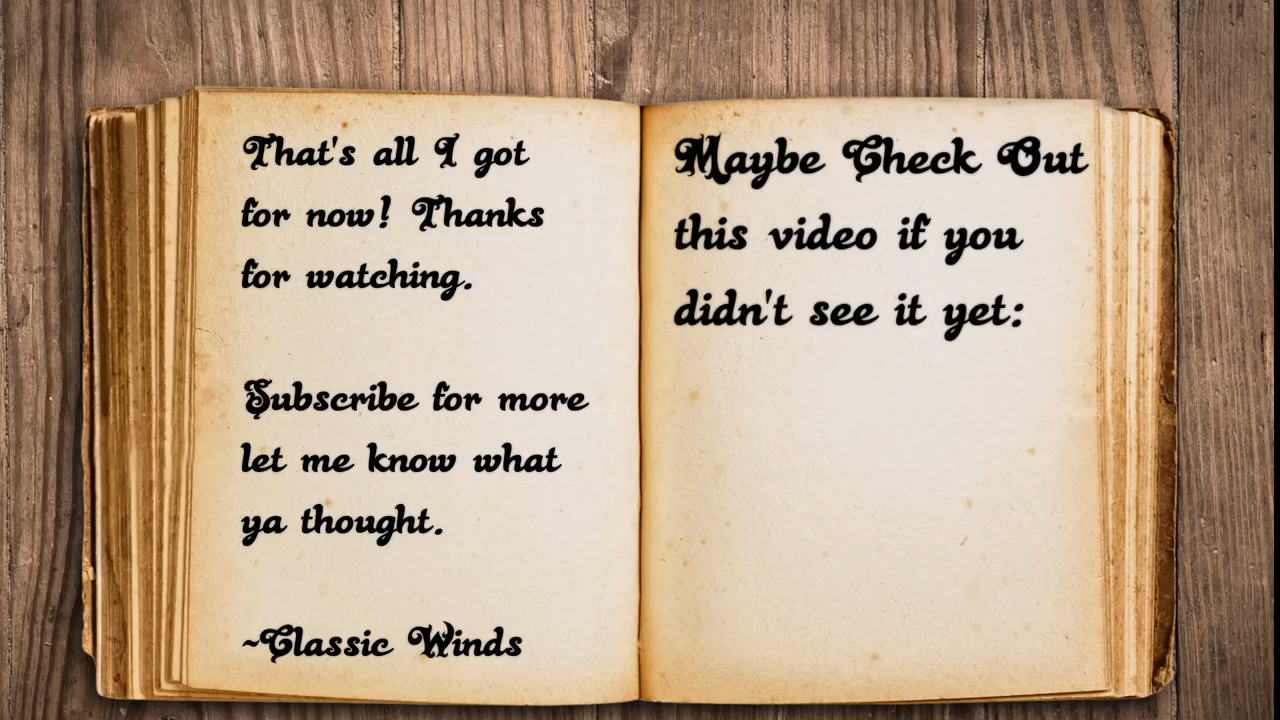 That's all I got
for now! Thanks
for watching.
Subscribe for more
let me know what
ya thought.
~Classic Winds
Maybe Check Out
this video if you
didn't see it yet: